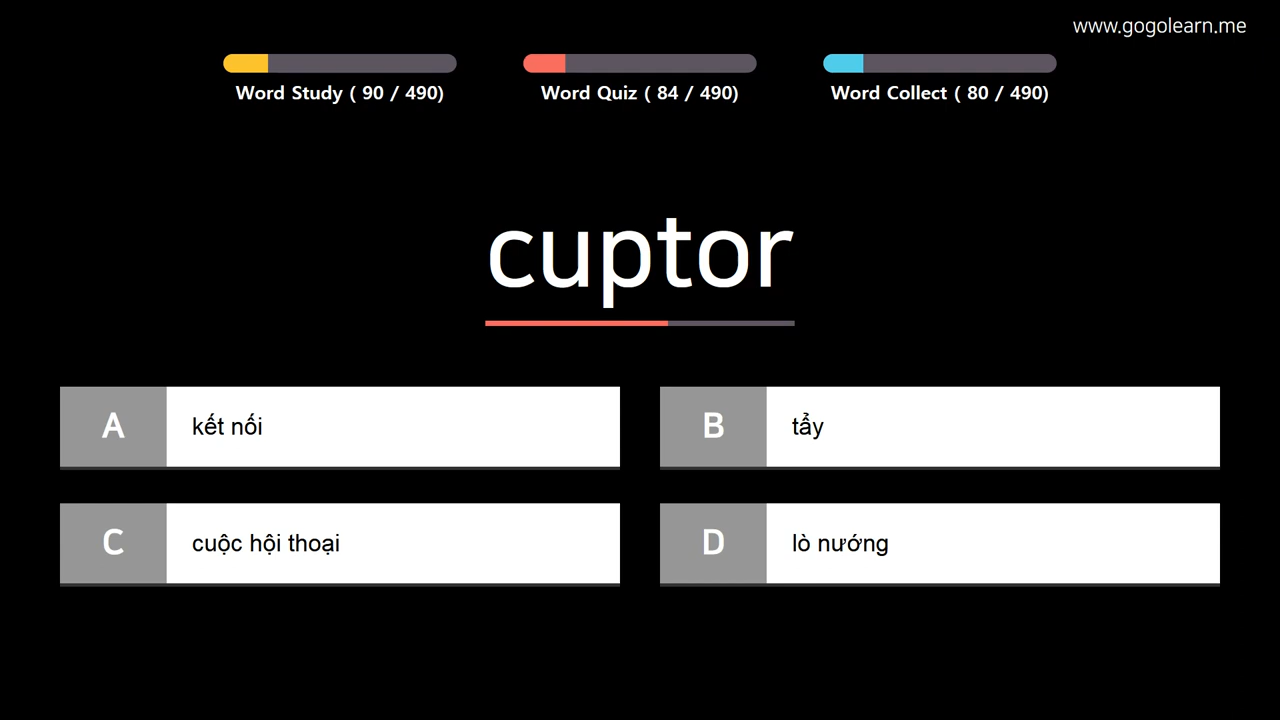 www.gogolearn.me
Word Study ( 90 / 490)
Word Quiz ( 84 / 490)
Word Collect ( 80 / 490)
cuptor
A
kết nối
B
tẩy
C
cuộc hội thoại
D
lò nướng